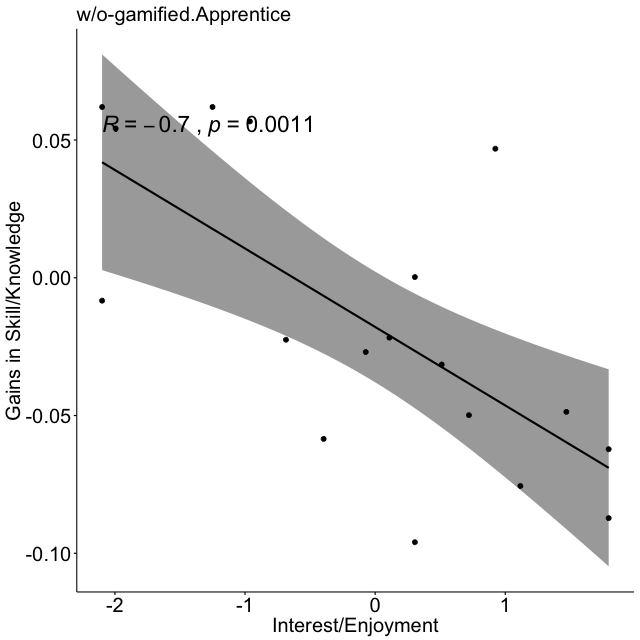 w/o-gamified.Apprentice
R = −0.7 , p = 0.0011
0.05
0.00
-0.05
-0.10
Gains in Skill/Knowledge
-2 -1 0 1
Interest/Enjoyment